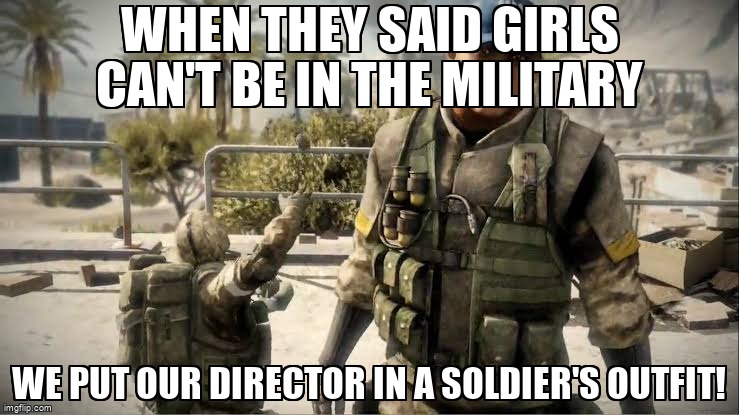 WHEN THEY SAID GIRLS
CAN'T BE IN THE MILITARY
WE PUT OUR DIRECTOR IN A SOLDIER'S OUTFIT!
imgflip.com